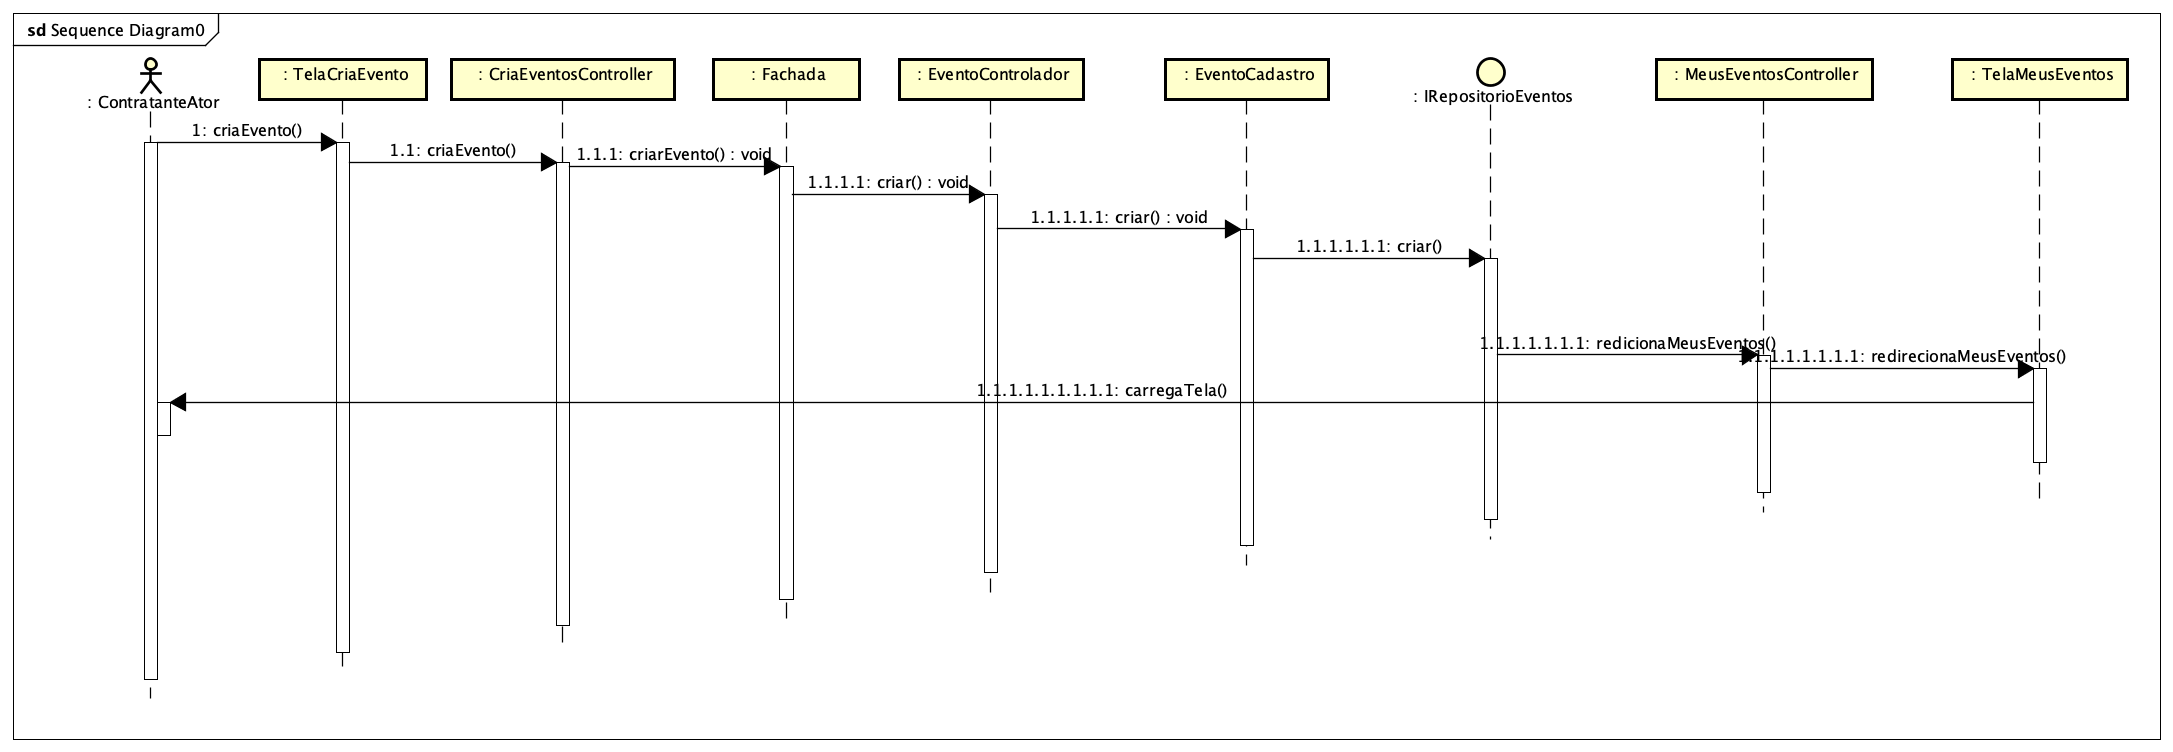 sd Sequence Diagram0
: ContratanteAtor
: TelaCriaEvento
: CriaEventosController
: Fachada
: EventoControlador
: EventoCadastro
: IRepositorioEventos
: MeusEventosController
: TelaMeusEventos
1: criaEvento()
1.1: criaEvento()
1.1.1: criarEvento() : void
1.1.1.1: criar() : void
1.1.1.1.1: criar() : void
1.1.1.1.1.1: criar()
1.1.1.1.1.1.1: redicionaMeusEventos()
1.1.1.1.1.1.1.1: redirecionaMeusEventos()
1.1.1.1.1.1.1.1.1: carregaTela()